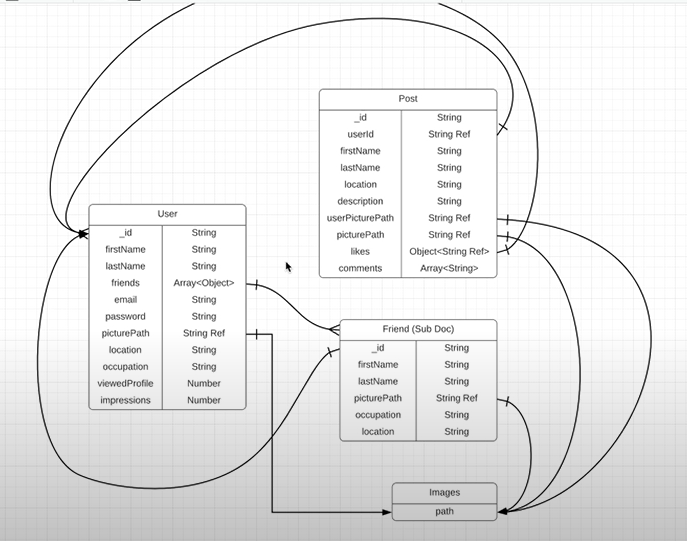 Post
_id String
userId String Ref
firstName String
lastName String
location String
description String
userPicturePath String Ref
picturePath String Ref
likes Object<String Ref>
comments Array<String>
User
_id String
firstName String
lastName String
friends Array<Object>
email String
password String
picturePath String Ref
location String
occupation String
viewedProfile Number
impressions Number
Friend (Sub Doc)
_id String
firstName String
lastName String
picturePath String Ref
occupation String
location String
Images
path